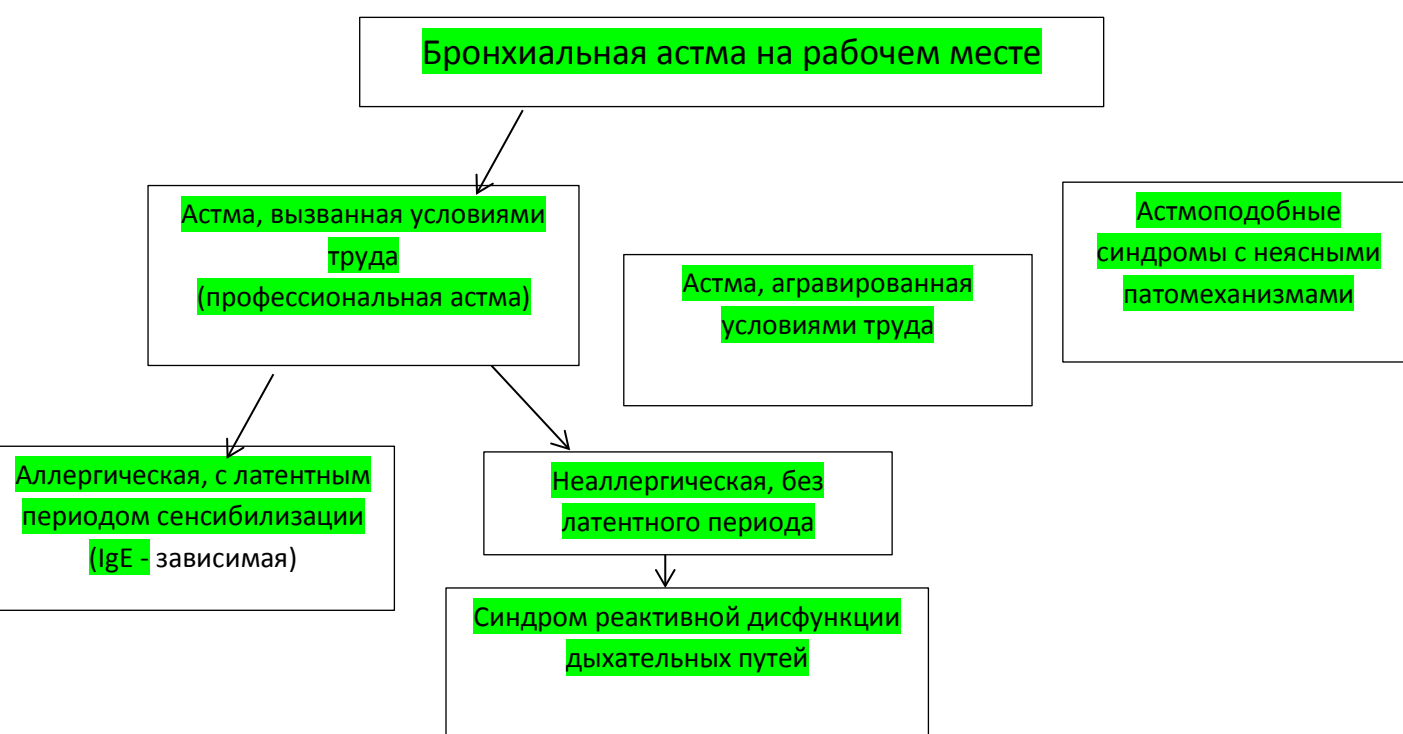 Бронхиальная астма на рабочем месте
Астма, вызванная условиями
труда
(профессиональная астма)
Астма, агравированная
условиями труда
Астмоподобные
синдромы с неясными
патомеханизмами
Аллергическая, с латентным
периодом сенсибилизации
(IgE - зависимая)
Неаллергическая, без
латентного периода
Синдром реактивной дисфункции
дыхательных путей